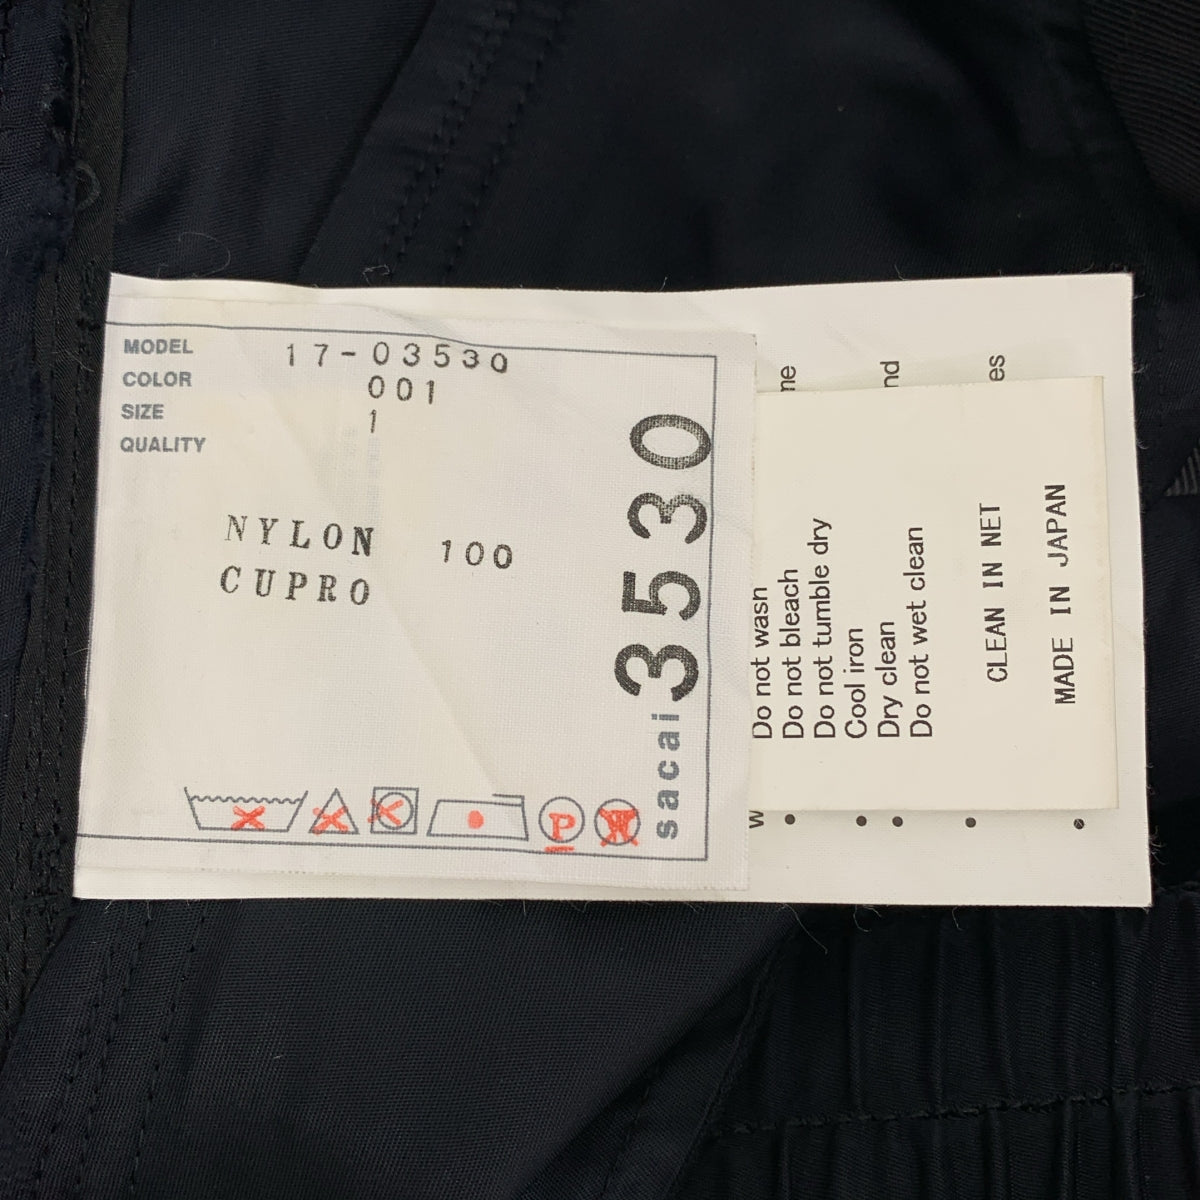 MODEL 17-03530
COLOR 001
SIZE 1
QUALITY
NYLON 100
CUPRO
sacai 3530
P
Do not wash
Do not bleach
Do not tumble dry
Cool iron
Dry clean
Do not wet clean
CLEAN IN NET
MADE IN JAPAN